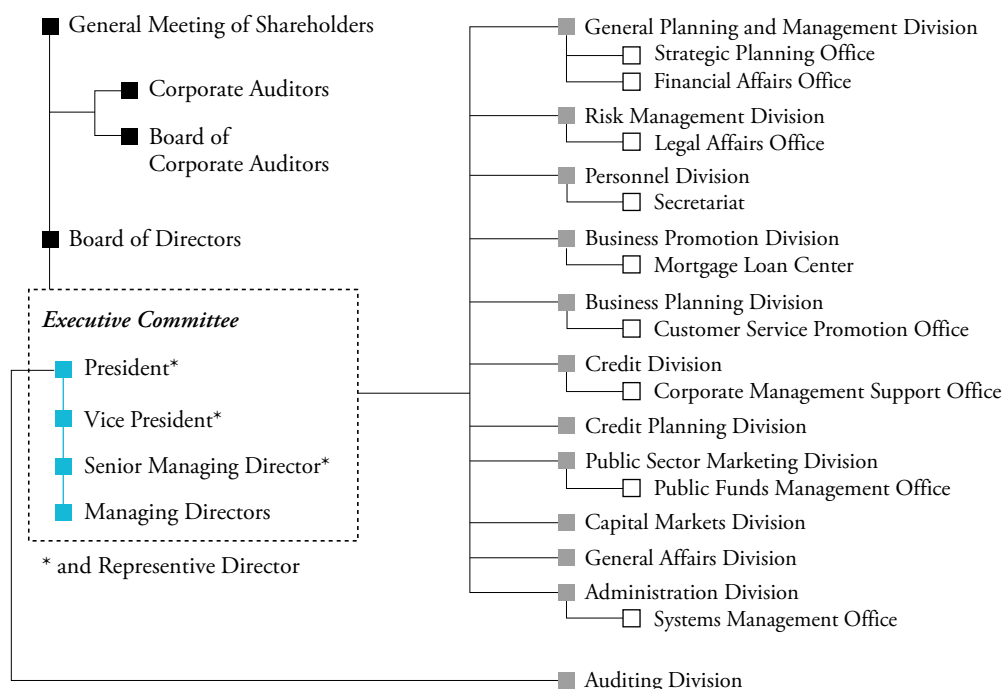 General Meeting of Shareholders
Corporate Auditors
Board of
Corporate Auditors
Board of Directors
Executive Committee
President*
Vice President*
Senior Managing Director*
Managing Directors
* and Representive Director
General Planning and Management Division
Strategic Planning Office
Financial Affairs Office
Risk Management Division
Legal Affairs Office
Personnel Division
Secretariat
Business Promotion Division
Mortgage Loan Center
Business Planning Division
Customer Service Promotion Office
Credit Division
Corporate Management Support Office
Credit Planning Division
Public Sector Marketing Division
Public Funds Management Office
Capital Markets Division
General Affairs Division
Administration Division
Systems Management Office
Auditing Division